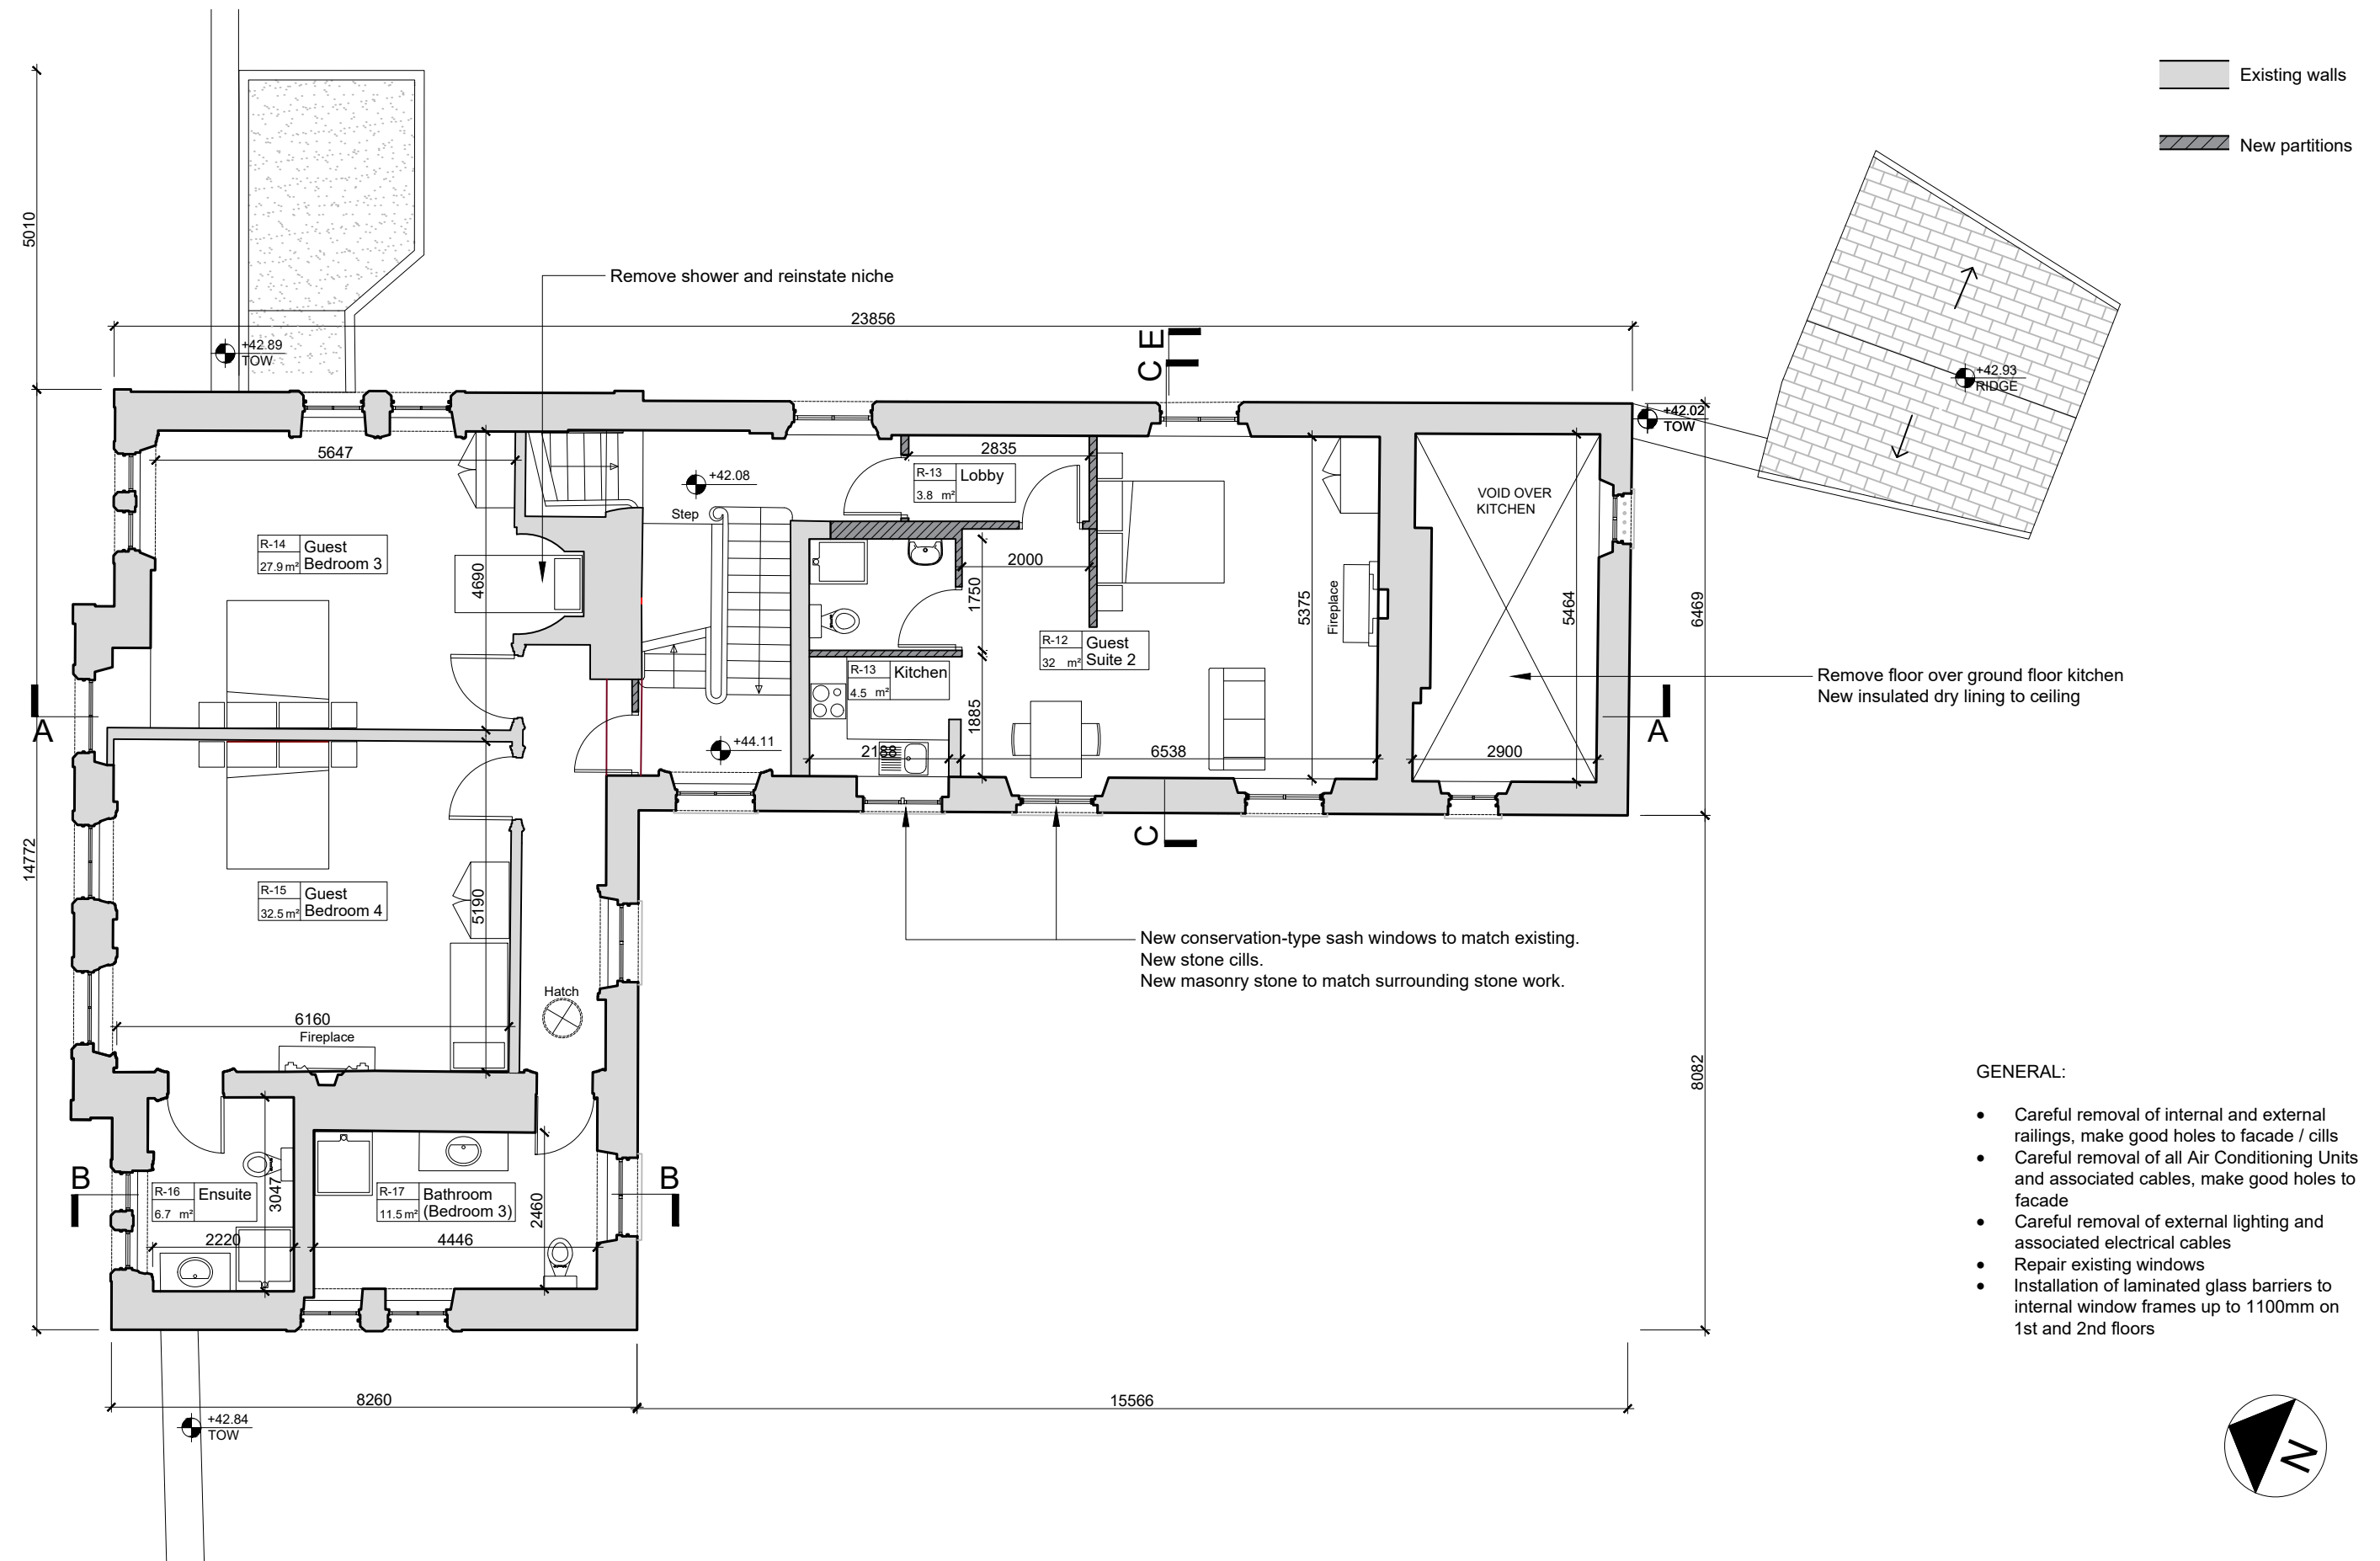 Existing walls
New partitions
5010
Remove shower and reinstate niche
23856
E
C
+42.89
TOW
+42.93
RIDGE
+42.02
TOW
5647
2835
+42.08
R-13
Lobby
3.8 m²
VOID OVER
KITCHEN
Step
R-14
Guest
27.9 m²
Bedroom 3
4690
2000
1750
5375
Fireplace
5464
6469
R-12
Guest
32 m²
Suite 2
R-13
Kitchen
4.5 m²
Remove floor over ground floor kitchen
New insulated dry lining to ceiling
1885
A
A
+44.11
2188
6538
2900
C
14772
R-15
Guest
32.5 m²
Bedroom 4
5190
New conservation-type sash windows to match existing.
New stone cills.
New masonry stone to match surrounding stone work.
Hatch
6160
Fireplace
8082
GENERAL:
• Careful removal of internal and external
railings, make good holes to facade / cills
• Careful removal of all Air Conditioning Units
and associated cables, make good holes to
facade
• Careful removal of external lighting and
associated electrical cables
• Repair existing windows
• Installation of laminated glass barriers to
internal window frames up to 1100mm on
1st and 2nd floors
B
B
R-16
Ensuite
6.7 m²
3047
R-17
Bathroom
11.5 m²
(Bedroom 3)
2460
2220
4446
8260
15566
+42.84
TOW
N